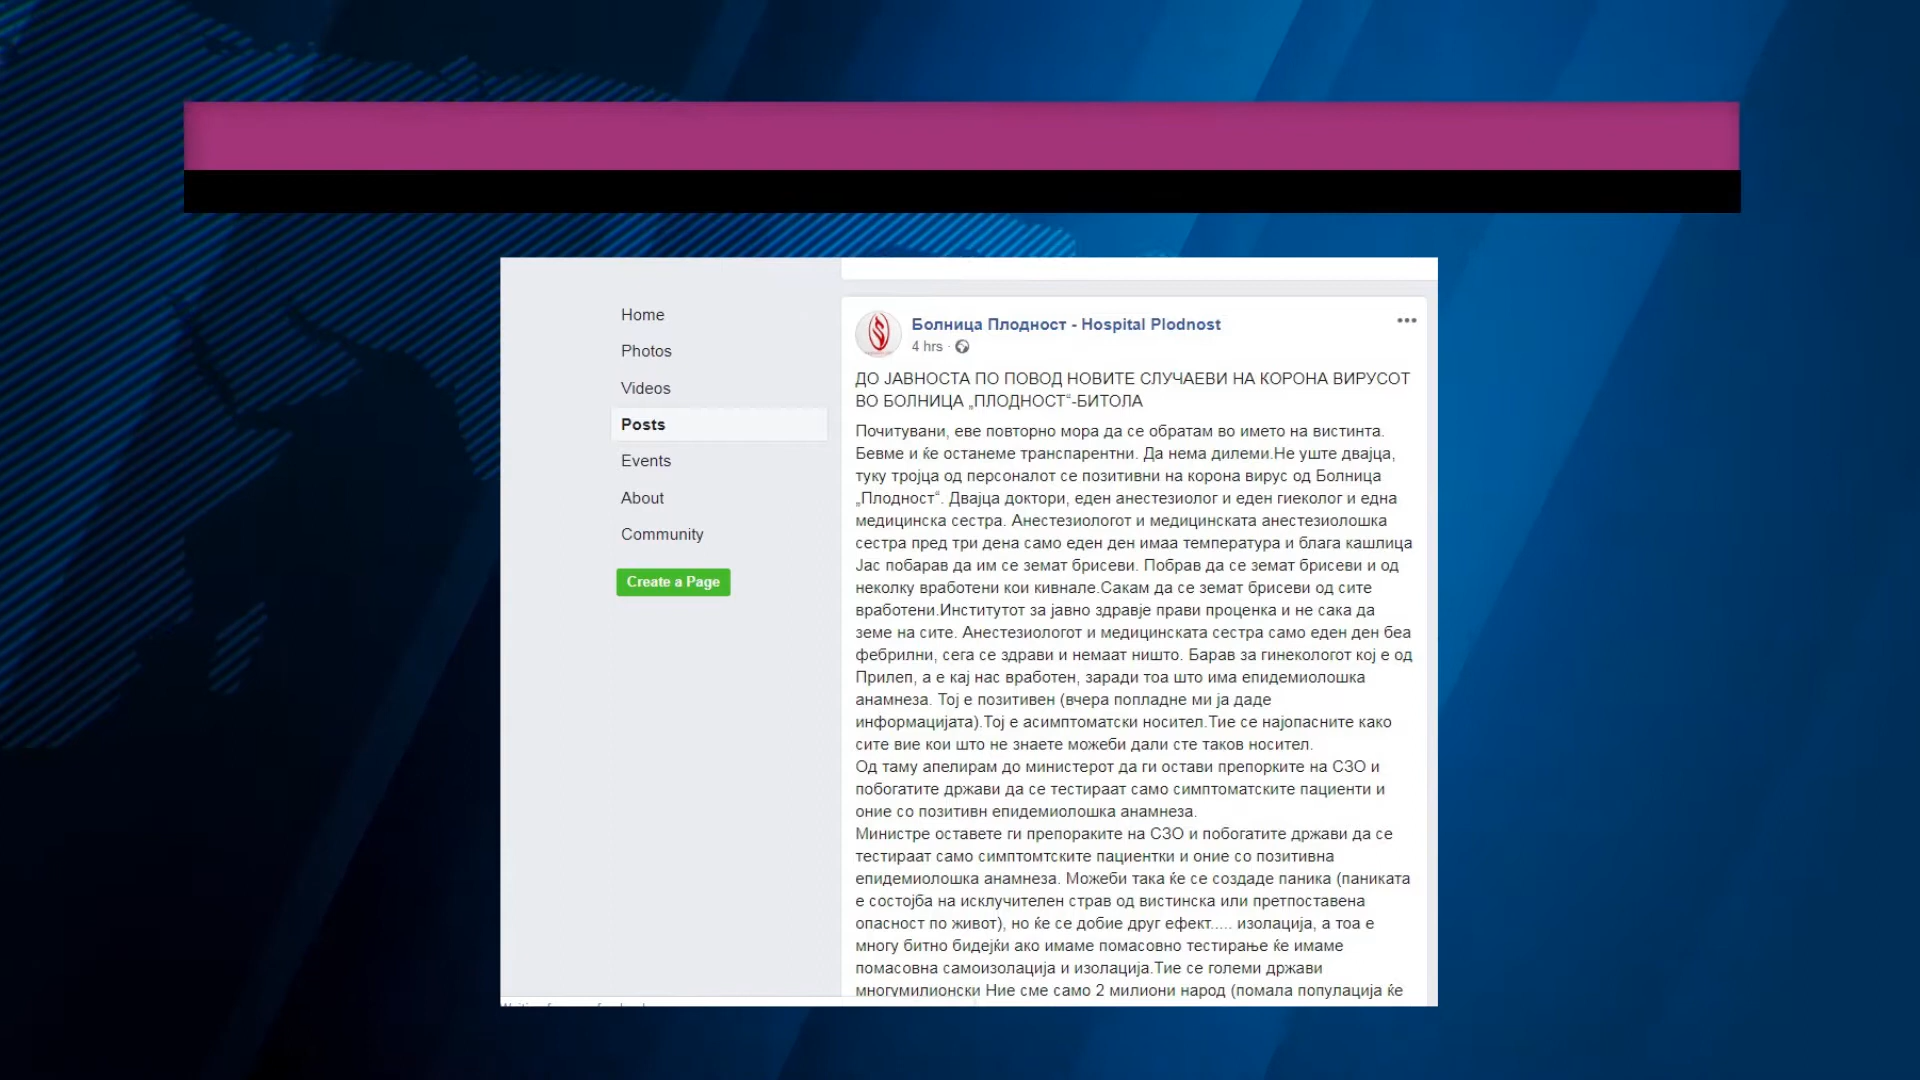 Home
Photos
Videos
Posts
Events
About
Community
Create a Page
Болница Плодност - Hospital Plodnost
4 hrs ·
ДО ЈАВНОСТА ПО ПОВОД НОВИТЕ СЛУЧАЕВИ НА КОРОНА ВИРУСОТ
ВО БОЛНИЦА „ПЛОДНОСТ“-БИТОЛА
Почитувани, еве повторно мора да се обратам во името на вистинта.
Бевме и ќе останеме транспарентни. Да нема дилеми.Не уште двајца,
туку тројца од персоналот се позитивни на корона вирус од Болница
„Плодност“. Двајца доктори, еден анестезиолог и еден гиеколог и една
медицинска сестра. Анестезиологот и медицинската анестезиолошка
сестра пред три дена само еден ден имаа температура и блага кашлица
Јас побарав да им се земат брисеви. Побрав да се земат брисеви и од
неколку вработени кои кивнале.Сакам да се земат брисеви од сите
вработени.Институтот за јавно здравје прави проценка и не сака да
земе на сите. Анестезиологот и медицинската сестра само еден ден беа
фебрилни, сега се здрави и немаат ништо. Барав за гинекологот кој е од
Прилеп, а е кај нас вработен, заради тоа што има епидемиолошка
анамнеза. Тој е позитивен (вчера попладне ми ја даде
информацијата).Тој е асимптоматски носител.Тие се најопасните како
сите вие кои што не знаете можеби дали сте таков носител.
Од таму апелирам до министерот да ги остави препорките на СЗО и
побогатите држави да се тестираат само симптоматските пациенти и
оние со позитивн епидемиолошка анамнеза.
Министре оставете ги препораките на СЗО и побогатите држави да се
тестираат само симптомтските пациентки и оние со позитивна
епидемиолошка анамнеза. Можеби така ќе се создаде паника (паниката
е состојба на исклучителен страв од вистинска или претпоставена
опасност по живот), но ќе се добие друг ефект..... изолација, а тоа е
многу битно бидејќи ако имаме помасовно тестирање ќе имаме
помасовна самоизолација и изолација.Тие се големи држави
многумилионски Ние сме само 2 милиони народ (помала популација ќе